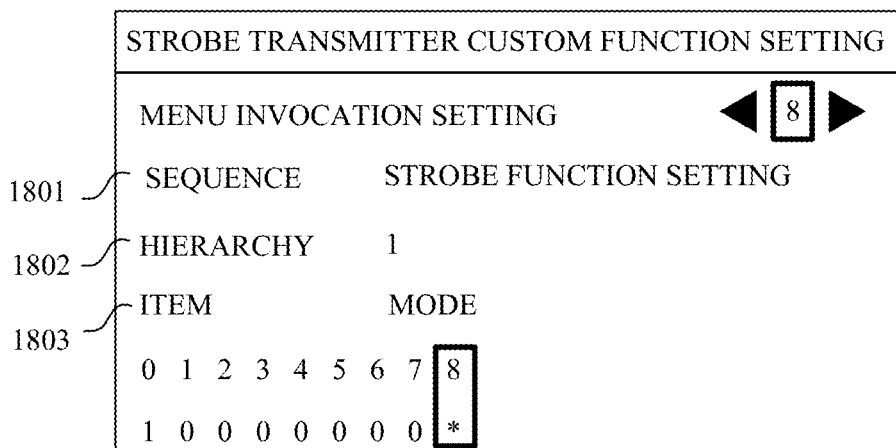 STROBE TRANSMITTER CUSTOM FUNCTION SETTING
MENU INVOCATION SETTING 8
1801 SEQUENCE STROBE FUNCTION SETTING
1802 HIERARCHY 1
1803 ITEM MODE
0 1 2 3 4 5 6 7 8
1 0 0 0 0 0 0 0 *